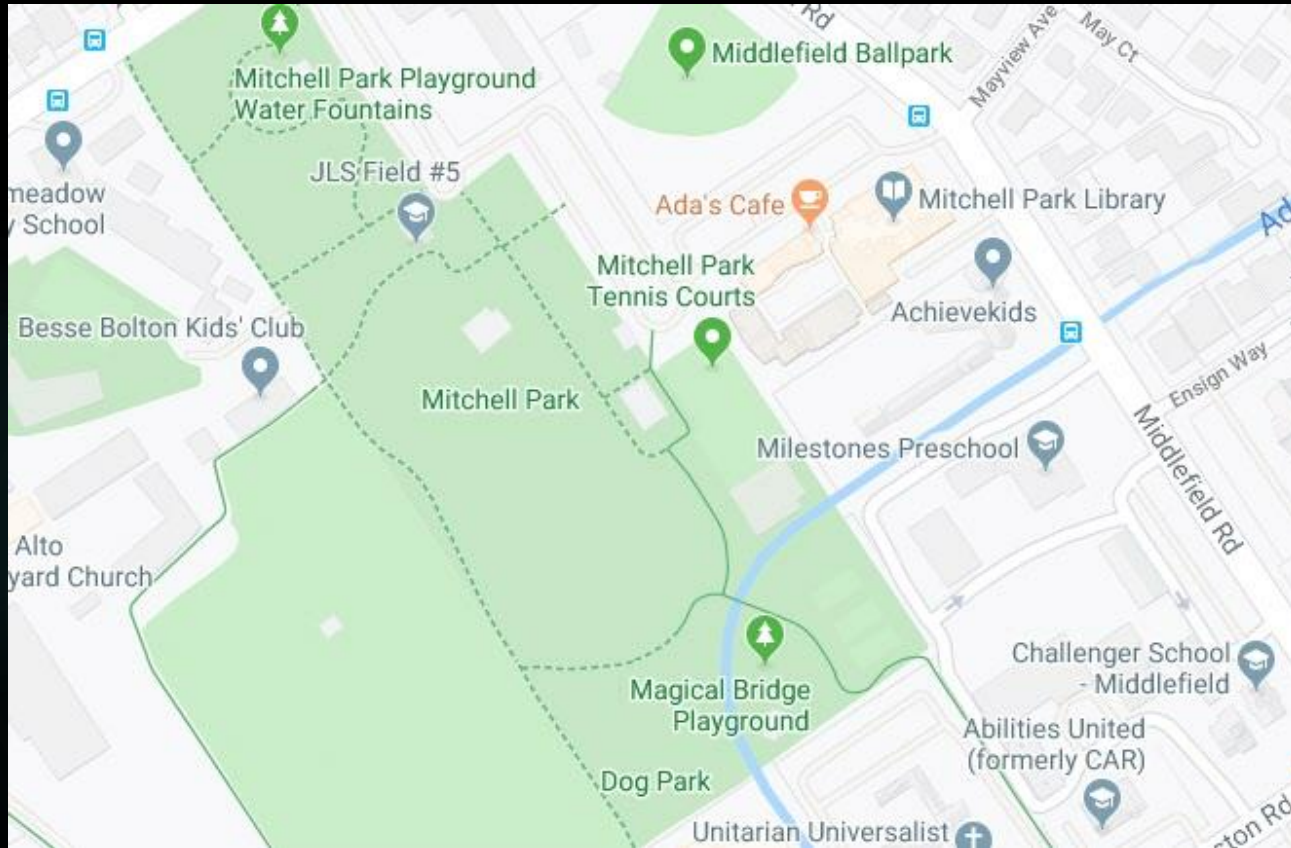 Rd
Mayview Ave
May Ct
Middlefield Ballpark
Mitchell Park Playground
Water Fountains
JLS Field #5
meadow
y School
Ada's Cafe
Mitchell Park Library
Ad
Mitchell Park
Tennis Courts
Achievekids
Besse Bolton Kids' Club
Ensign Way
Mitchell Park
Milestones Preschool
Middlefield Rd
Alto
yard Church
Challenger School
- Middlefield
Magical Bridge
Playground
Abilities United
(formerly CAR)
Dog Park
Unitarian Universalist
ston Rd